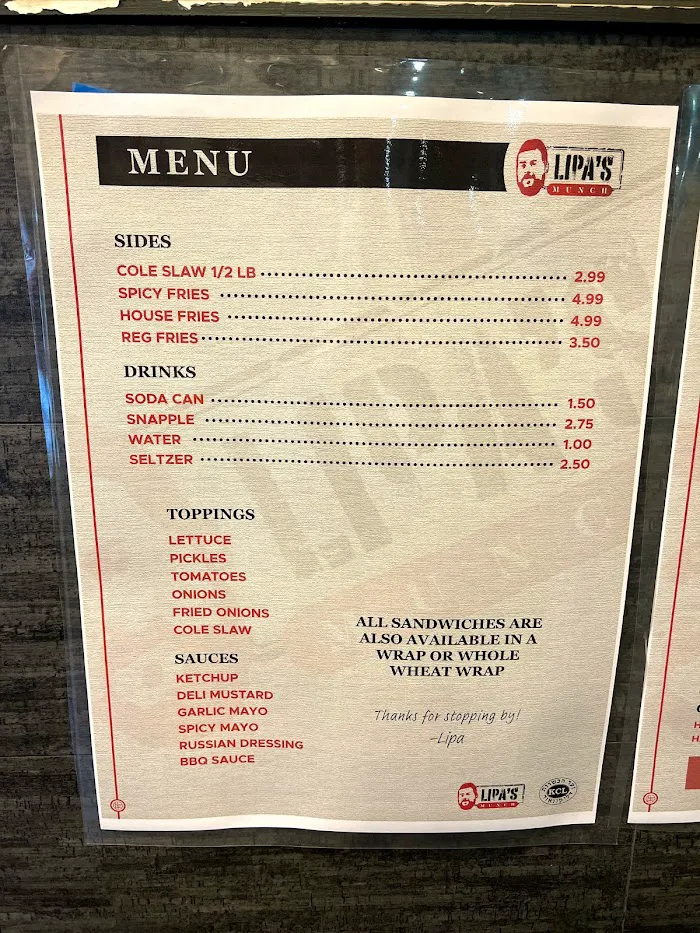 MENU
LIPA'S
MUNCH
SIDES
COLE SLAW 1/2 LB 2.99
SPICY FRIES 4.99
HOUSE FRIES 4.99
REG FRIES 3.50
DRINKS
SODA CAN 1.50
SNAPPLE 2.75
WATER 1.00
SELTZER 2.50
TOPPINGS
LETTUCE
PICKLES
TOMATOES
ONIONS
FRIED ONIONS
COLE SLAW
SAUCES
KETCHUP
DELI MUSTARD
GARLIC MAYO
SPICY MAYO
RUSSIAN DRESSING
BBQ SAUCE
ALL SANDWICHES ARE
ALSO AVAILABLE IN A
WRAP OR WHOLE
WHEAT WRAP
Thanks for stopping by!
-Lipa
LIPA'S
MUNCH
KCL